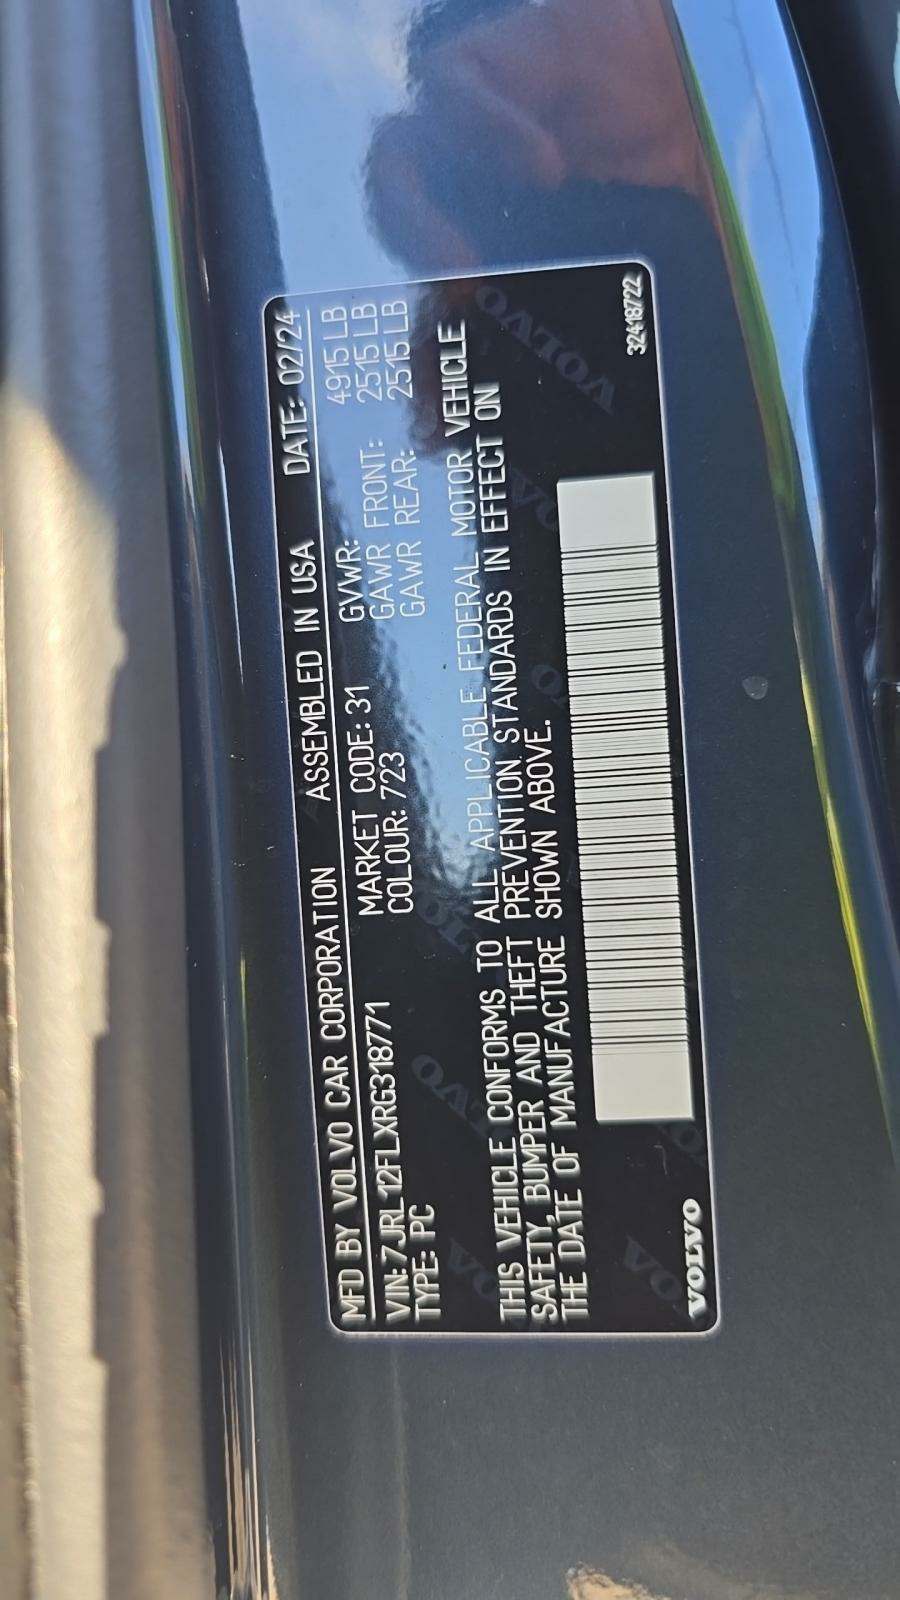 MFD BY VOLVO CAR CORPORATION ASSEMBLED IN USA DATE: 02/24
VIN: 7JRL12FLXRG318771 MARKET CODE: 31 GVWR: 4915 LB
TYPE: PC COLOUR: 723 GAWR FRONT: 2515 LB
GAWR REAR: 2515 LB
THIS VEHICLE CONFORMS TO ALL APPLICABLE FEDERAL MOTOR VEHICLE
SAFETY, BUMPER AND THEFT PREVENTION STANDARDS IN EFFECT ON
THE DATE OF MANUFACTURE SHOWN ABOVE.
VOLVO 32418722